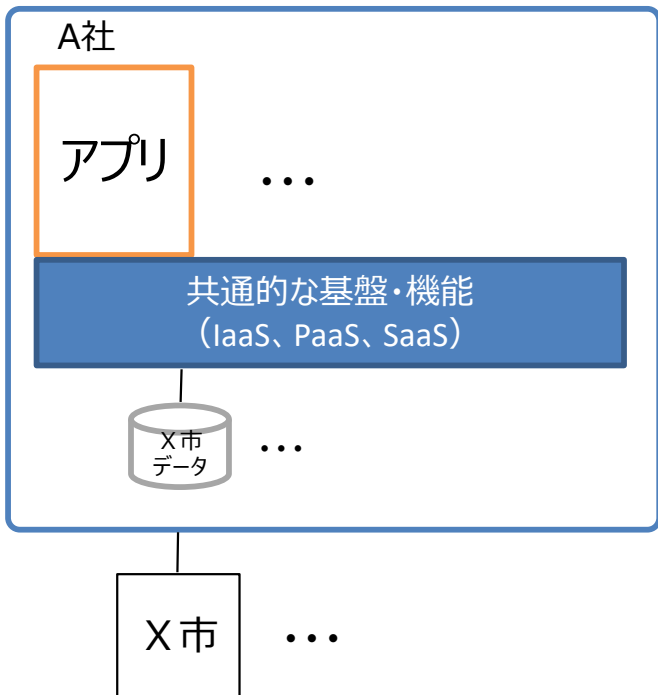 A社
アプリ
・・・
共通的な基盤・機能
（IaaS、PaaS、SaaS）
X市
データ
・・・
X市
・・・